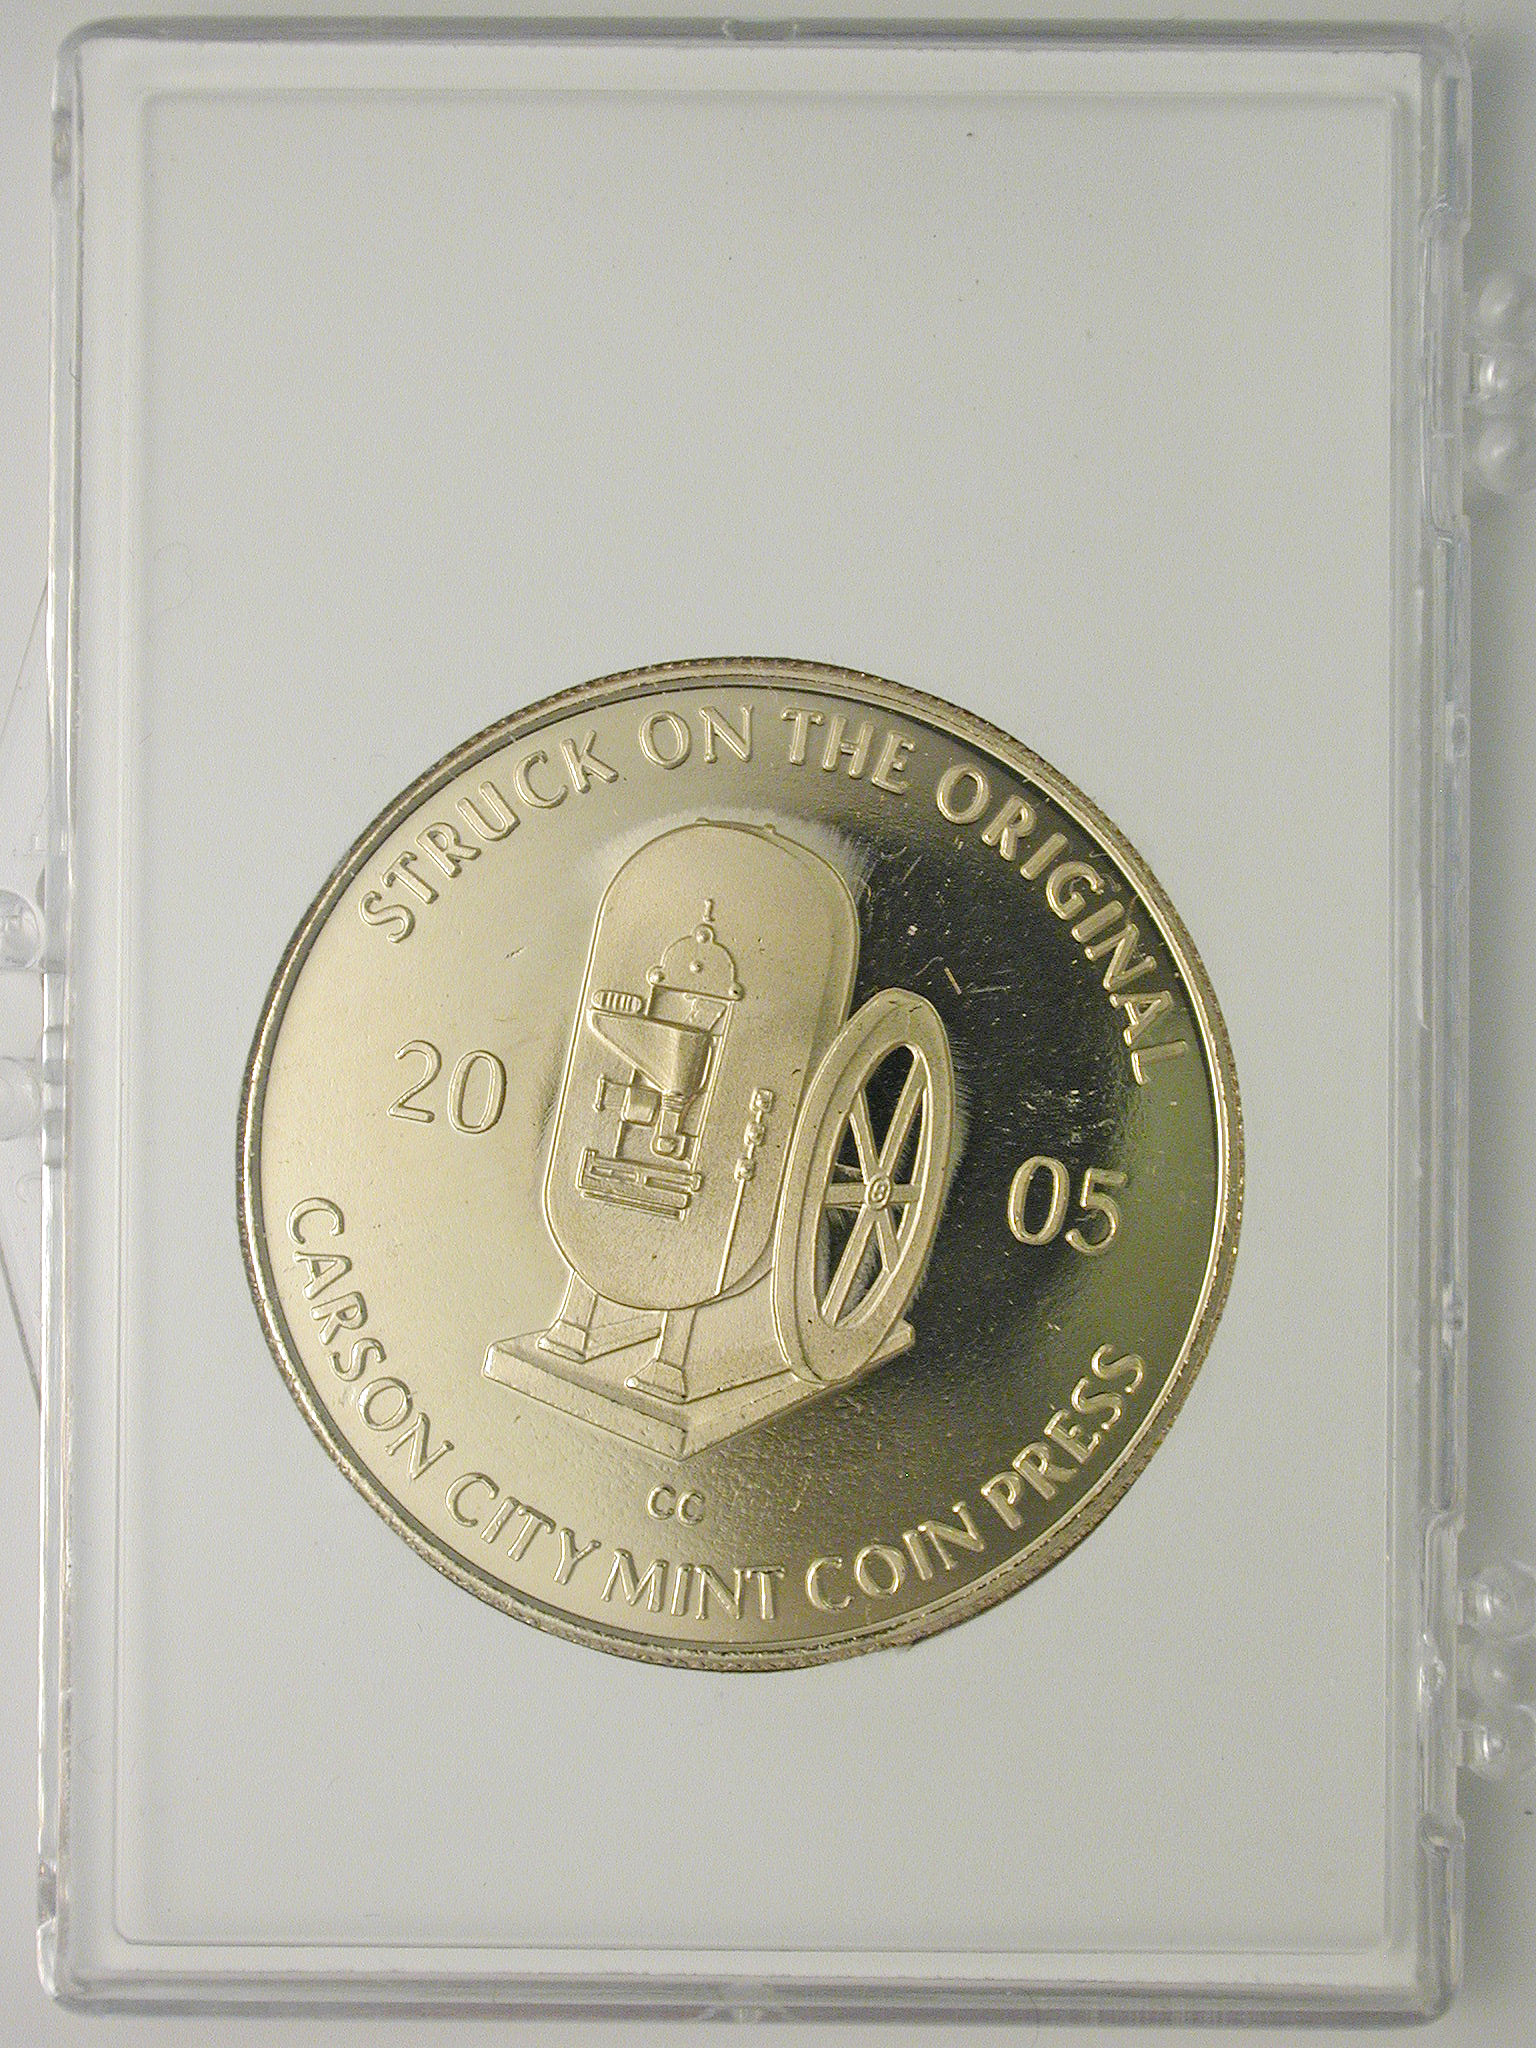 STRUCK ON THE ORIGINAL
20 05
CC
CARSON CITY MINT COIN PRESS